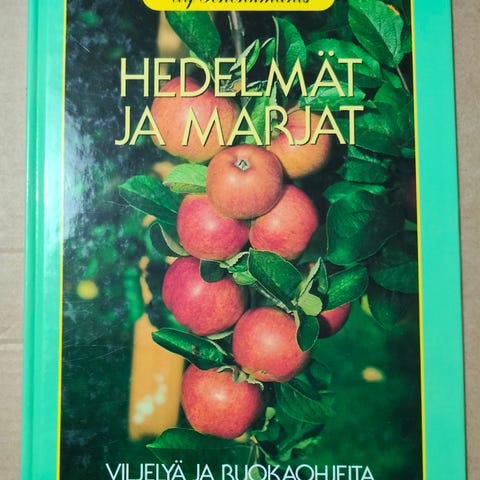 HEDELMÄT
JA MARJAT
VILJELYÄ JA RUOKAOHJEITA